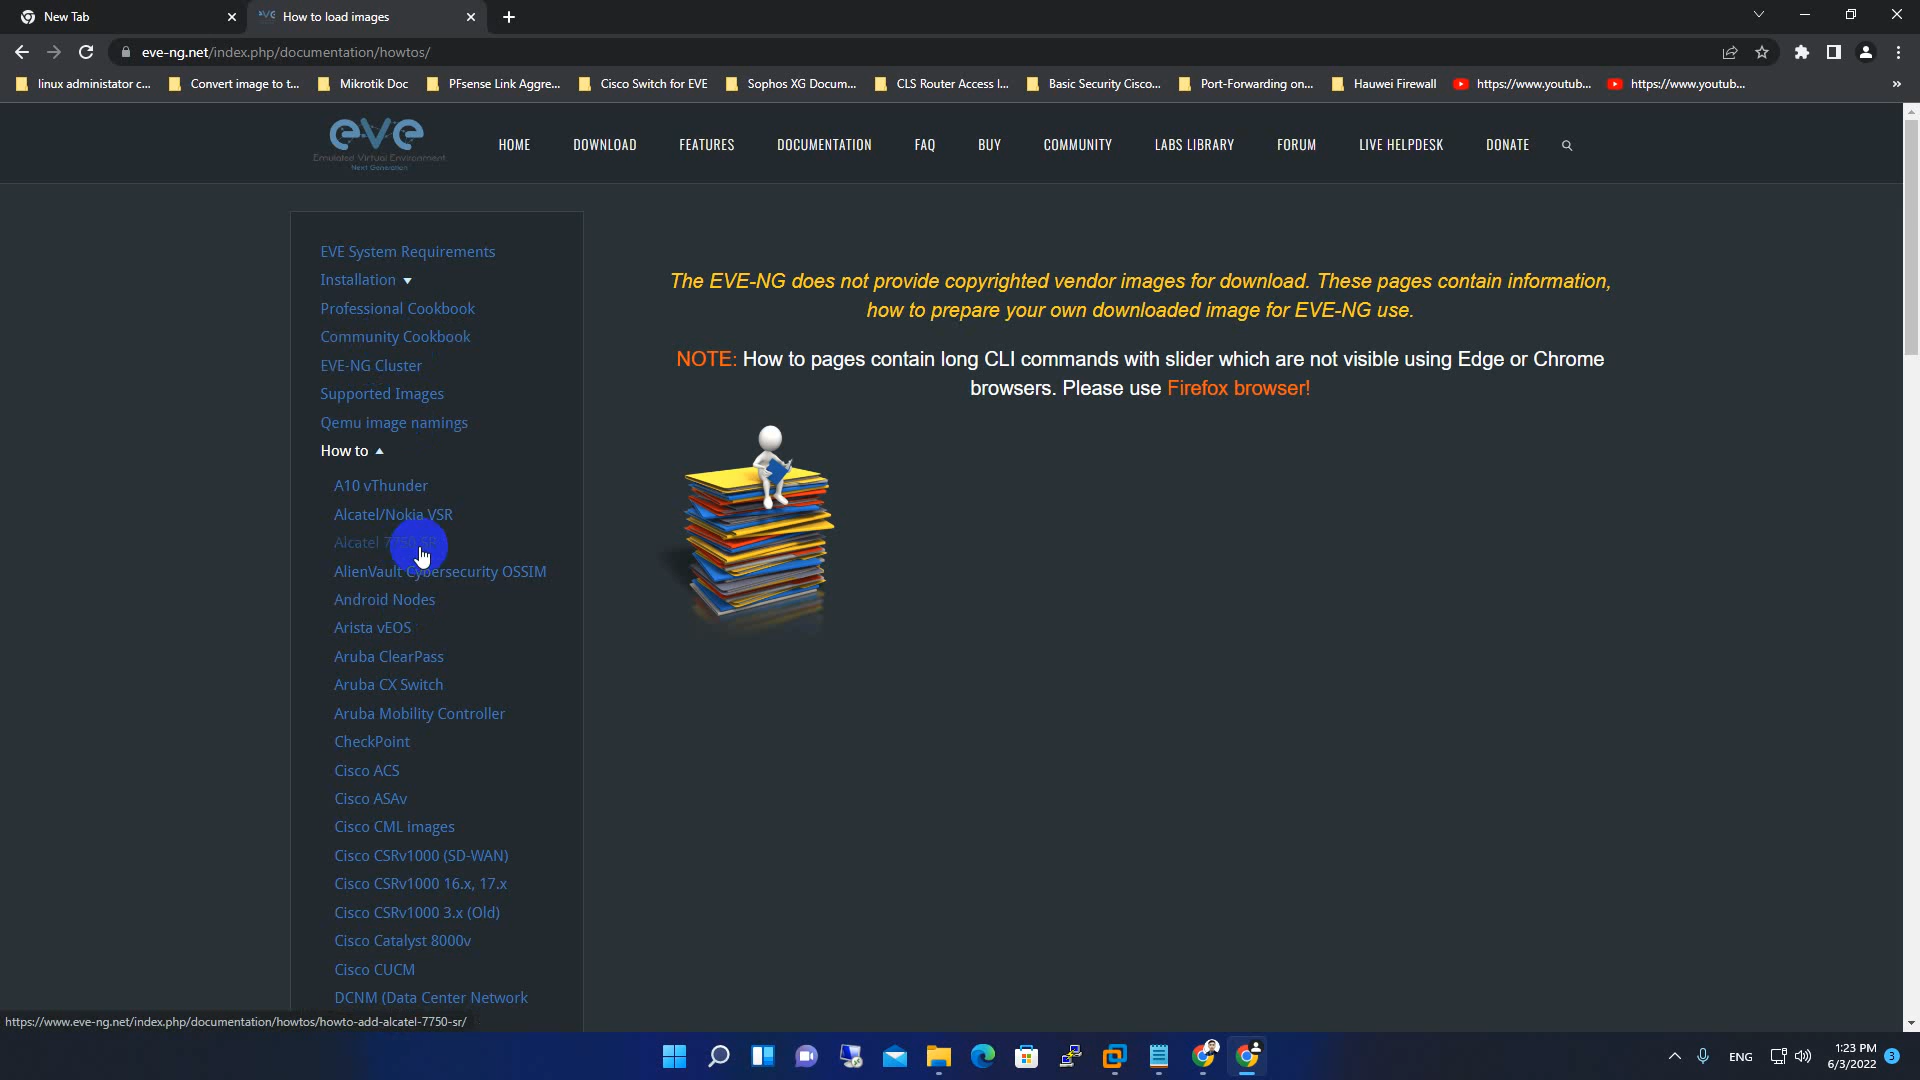 New Tab
How to load images
eve-ng.net/index.php/documentation/howtos/
linux administator c...
Convert image to t...
Mikrotik Doc
PFsense Link Aggre...
Cisco Switch for EVE
Sophos XG Docum...
CLS Router Access l...
Basic Security Cisco...
Port-Forwarding on...
Hauwei Firewall
https://www.youtub...
https://www.youtub...
eve
Emulated Virtual Environment
Next Generation
HOME
DOWNLOAD
FEATURES
DOCUMENTATION
FAQ
BUY
COMMUNITY
LABS LIBRARY
FORUM
LIVE HELPDESK
DONATE
EVE System Requirements
Installation
Professional Cookbook
Community Cookbook
EVE-NG Cluster
Supported Images
Qemu image namings
How to
A10 vThunder
Alcatel/Nokia VSR
Alcatel 7750 SR
AlienVault Cybersecurity OSSIM
Android Nodes
Arista vEOS
Aruba ClearPass
Aruba CX Switch
Aruba Mobility Controller
CheckPoint
Cisco ACS
Cisco ASAv
Cisco CML images
Cisco CSRv1000 (SD-WAN)
Cisco CSRv1000 16.x, 17.x
Cisco CSRv1000 3.x (Old)
Cisco Catalyst 8000v
Cisco CUCM
DCNM (Data Center Network
The EVE-NG does not provide copyrighted vendor images for download. These pages contain information,
how to prepare your own downloaded image for EVE-NG use.
NOTE: How to pages contain long CLI commands with slider which are not visible using Edge or Chrome
browsers. Please use Firefox browser!
https://www.eve-ng.net/index.php/documentation/howtos/howto-add-alcatel-7750-sr/
ENG
1:23 PM
6/3/2022
3